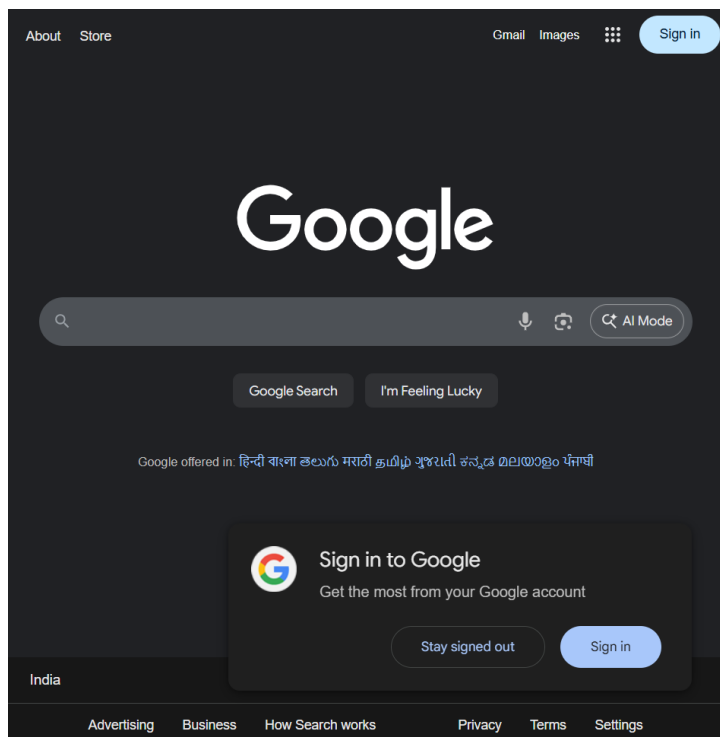 About Store Gmail Images Sign in
Google
AI Mode
Google Search I'm Feeling Lucky
Google offered in: हिन्दी বাংলা తెలుగు मराठी தமிழ் ગુજરાતી ಕನ್ನಡ മലയാളം ਪੰਜਾਬੀ
Sign in to Google
Get the most from your Google account
Stay signed out Sign in
India
Advertising Business How Search works Privacy Terms Settings